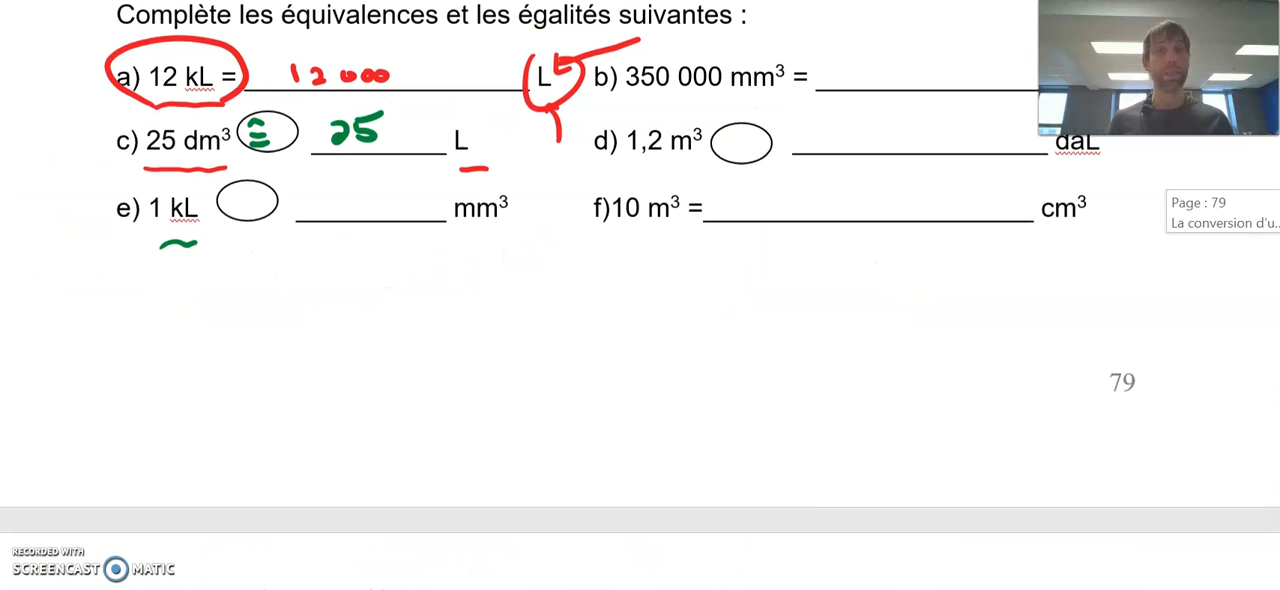 Complète les équivalences et les égalités suivantes :
a) 12 kL = 12 000 L b) 350 000 mm³ =
c) 25 dm³ ≡ 25 L d) 1,2 m³ daL
e) 1 kL mm³ f)10 m³ = cm³
Page : 79
La conversion d'u...
79
RECORDED WITH
SCREENCAST MATIC